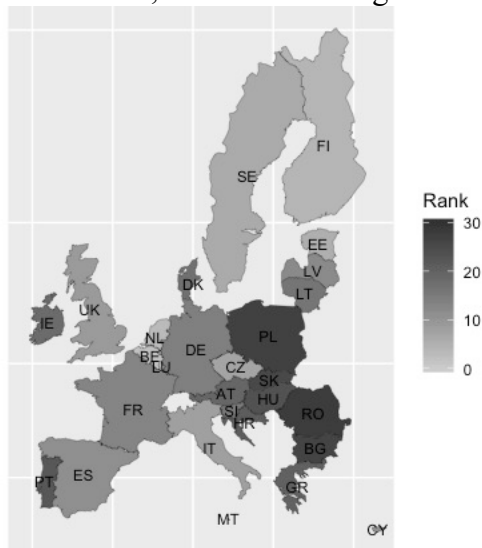 FI
SE
Rank
EE
30
LV
DK
LT
20
IE
UK
NL
PL
10
BE
DE
LU
CZ
0
SK
AT
HU
SI
FR
RO
HR
IT
BG
PT
ES
GR
MT
CY